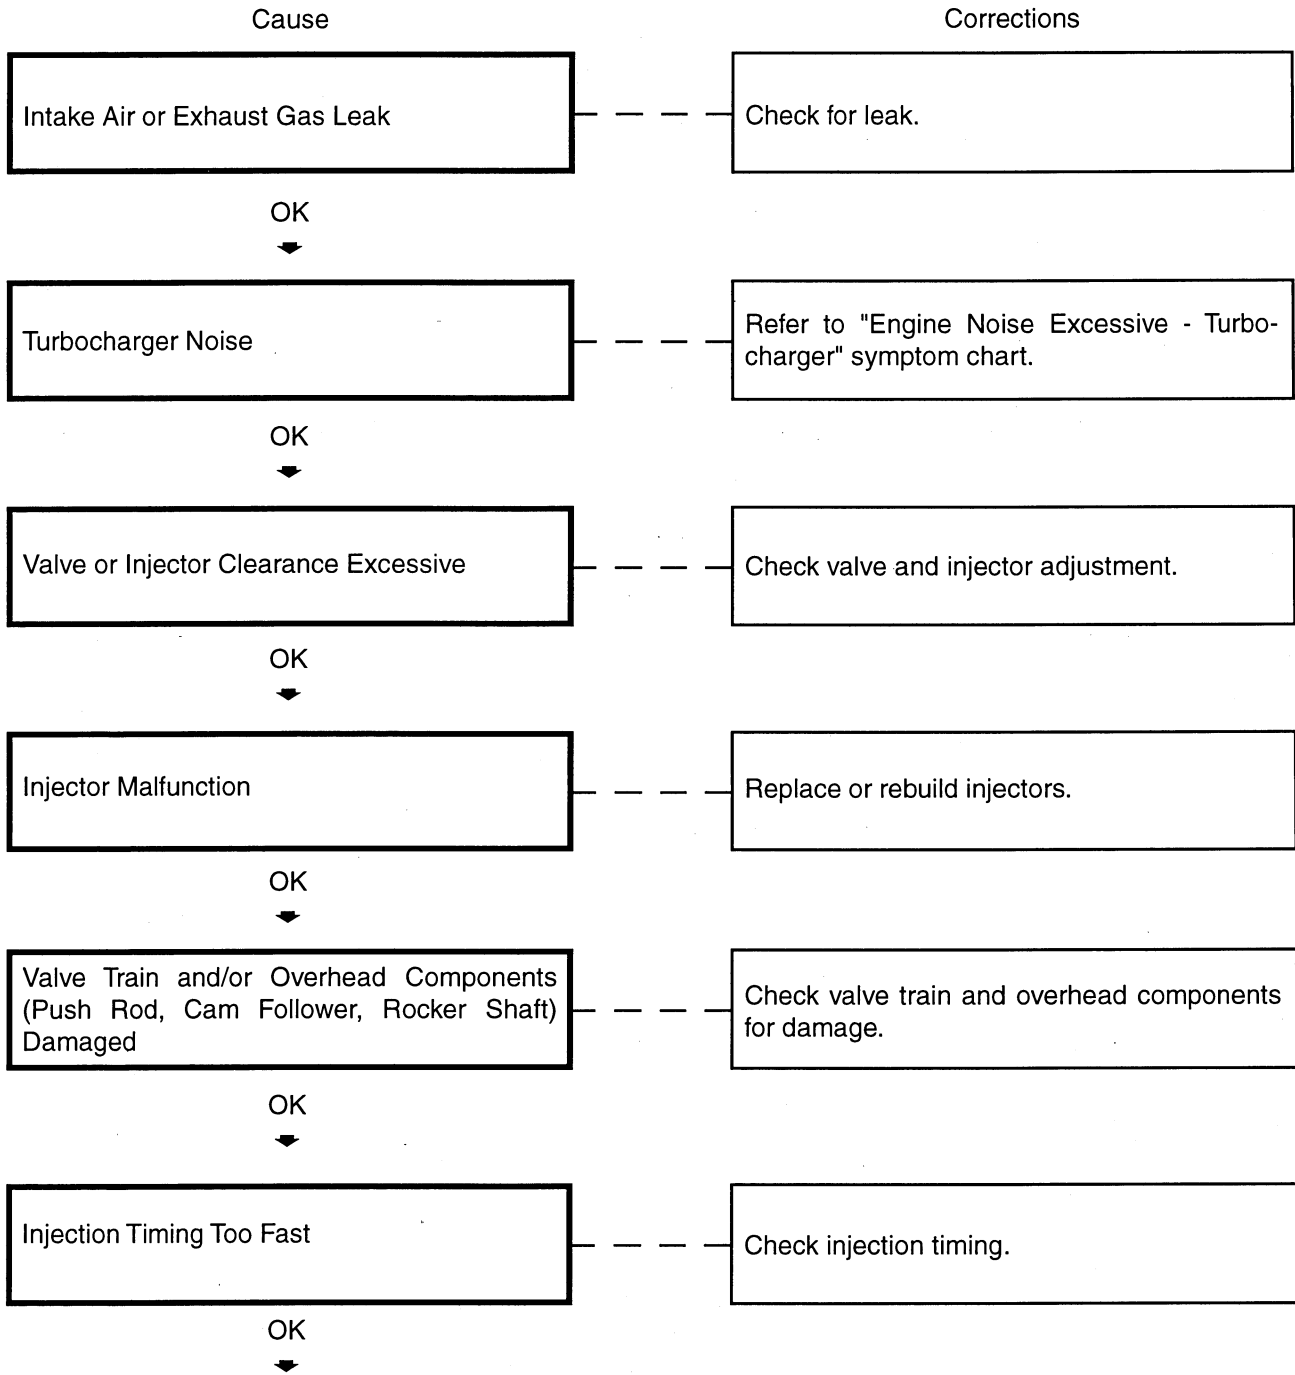 Cause
Corrections
Intake Air or Exhaust Gas Leak
Check for leak.
OK
Turbocharger Noise
Refer to "Engine Noise Excessive - Turbo-
charger" symptom chart.
OK
Valve or Injector Clearance Excessive
Check valve and injector adjustment.
OK
Injector Malfunction
Replace or rebuild injectors.
OK
Valve Train and/or Overhead Components
(Push Rod, Cam Follower, Rocker Shaft)
Damaged
Check valve train and overhead components
for damage.
OK
Injection Timing Too Fast
Check injection timing.
OK